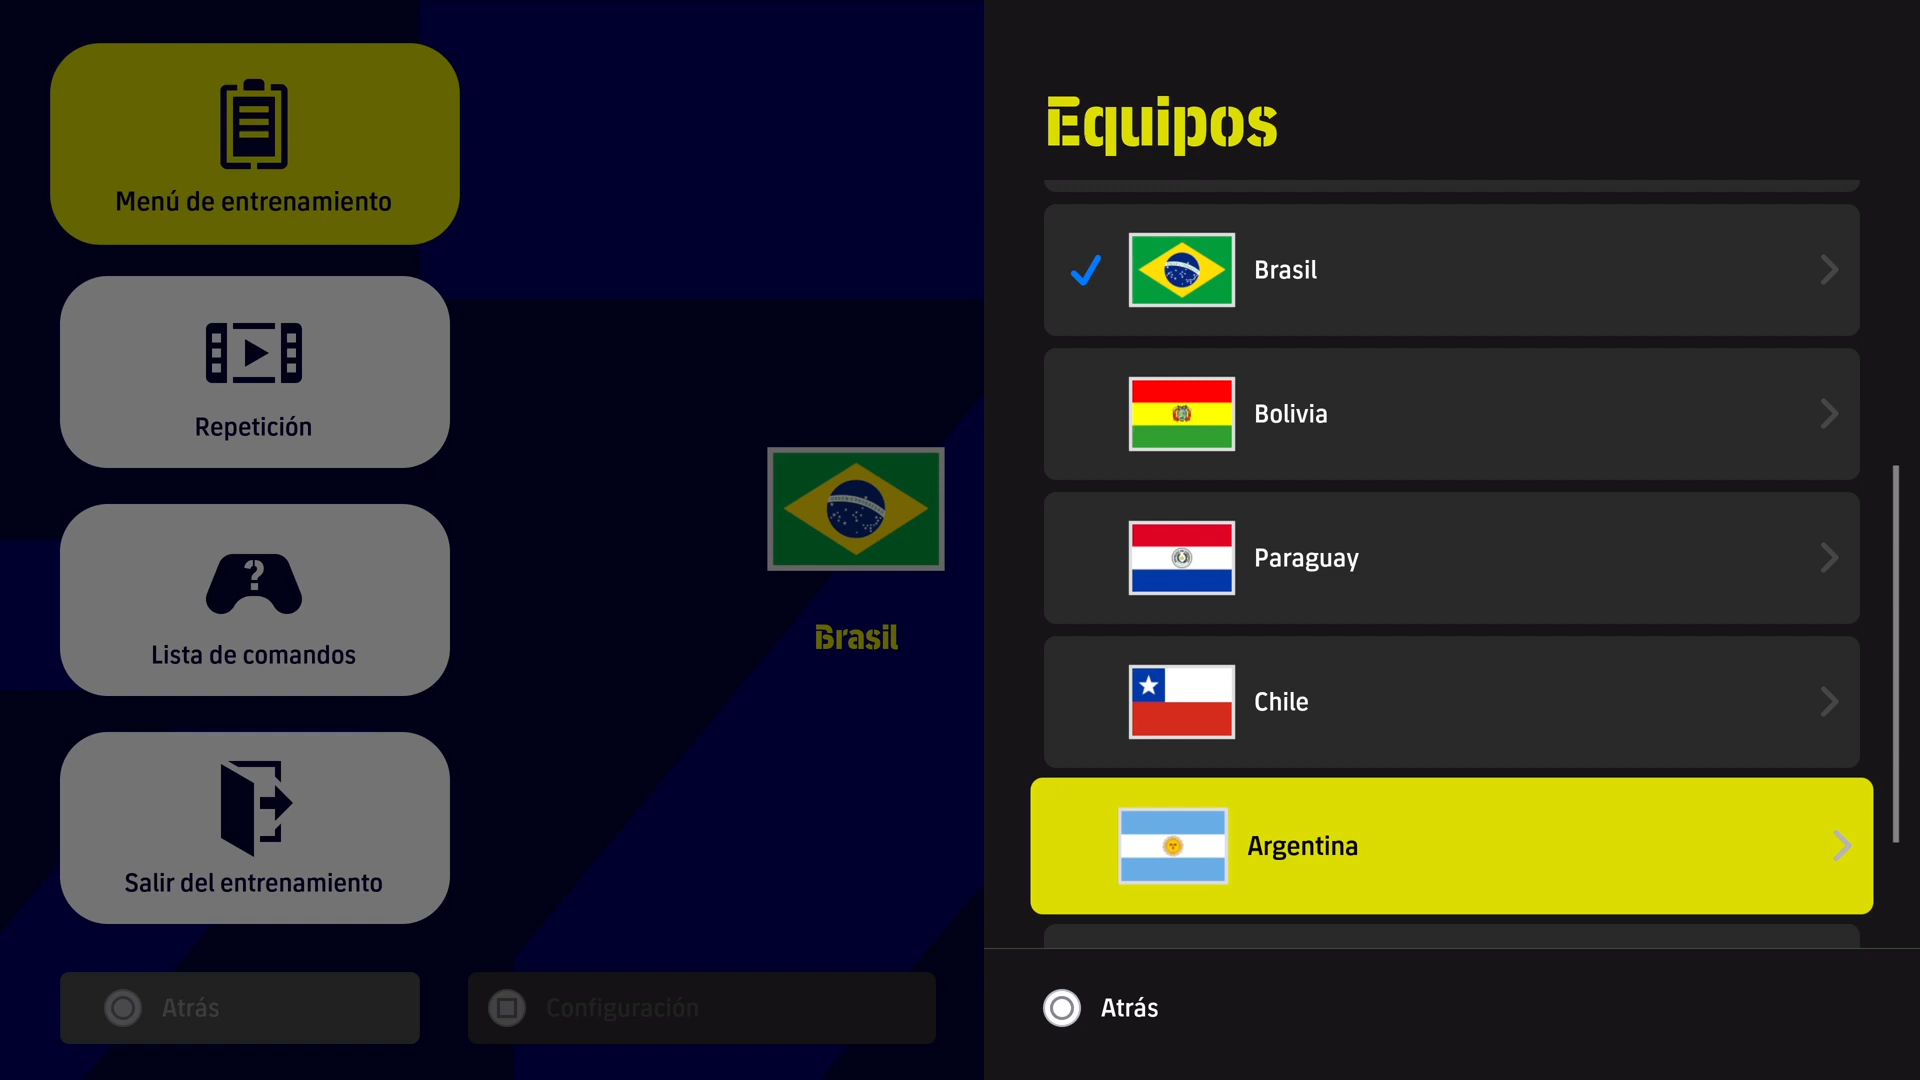 Menú de entrenamiento
Repetición
?
Lista de comandos
Salir del entrenamiento
Atrás
Configuración
Brasil
Equipos
Brasil
Bolivia
Paraguay
Chile
Argentina
Atrás